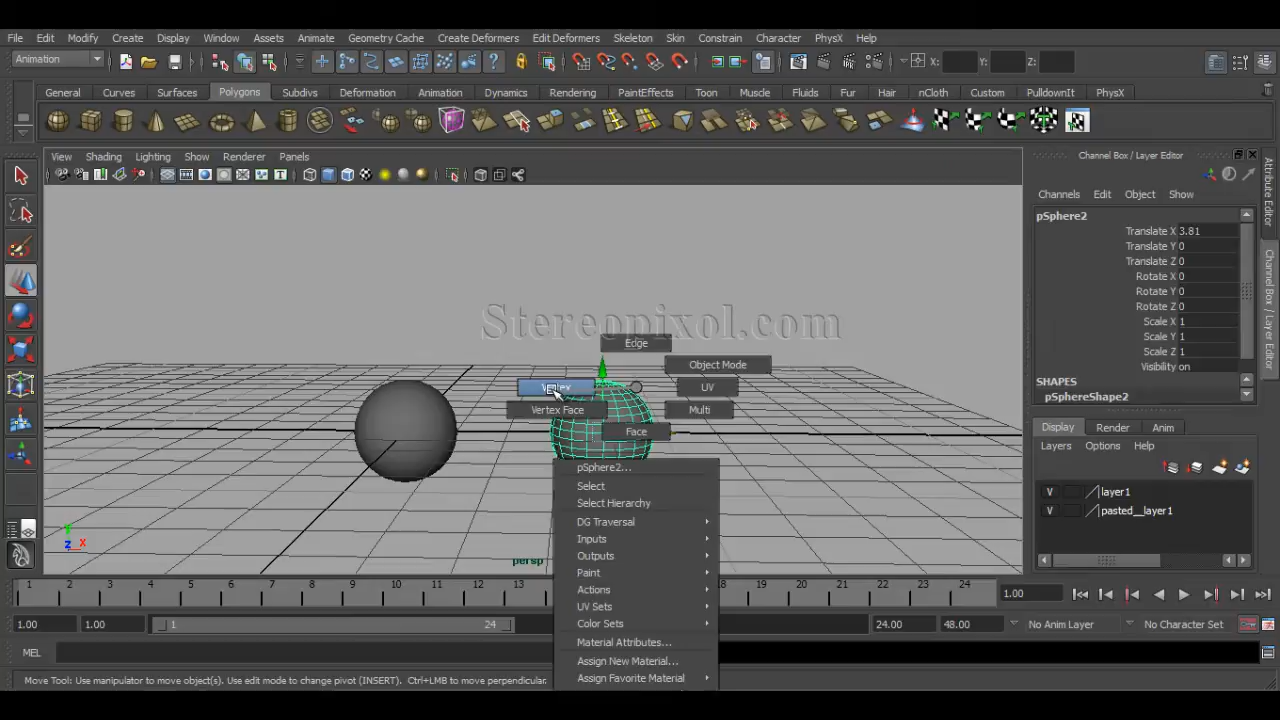 File Edit Modify Create Display Window Assets Animate Geometry Cache Create Deformers Edit Deformers Skeleton Skin Constrain Character PhysX Help
Animation X: Y: Z:
General Curves Surfaces Polygons Subdivs Deformation Animation Dynamics Rendering PaintEffects Toon Muscle Fluids Fur Hair nCloth Custom PulldownIt PhysX
View Shading Lighting Show Renderer Panels
Channel Box / Layer Editor
Channels Edit Object Show
pSphere2
Translate X 3.81
Translate Y 0
Translate Z 0
Rotate X 0
Rotate Y 0
Rotate Z 0
Scale X 1
Scale Y 1
Scale Z 1
Visibility on
SHAPES
pSphereShape2
Attribute Editor
Channel Box / Layer Editor
Stereopixol.com
Edge
Object Mode
Vertex UV
Vertex Face Multi
Face
pSphere2...
Select
Select Hierarchy
DG Traversal
Inputs
Outputs
Paint
Actions
UV Sets
Color Sets
Material Attributes...
Assign New Material...
Assign Favorite Material
Display Render Anim
Layers Options Help
V layer1
V pasted__layer1
Y
Z X
persp
1 2 3 4 5 6 7 8 9 10 11 12 13 18 19 20 21 22 23 24 1.00
1.00 1.00 1 24 24.00 48.00 No Anim Layer No Character Set
MEL
Move Tool: Use manipulator to move object(s). Use edit mode to change pivot (INSERT). Ctrl+LMB to move perpendicular.